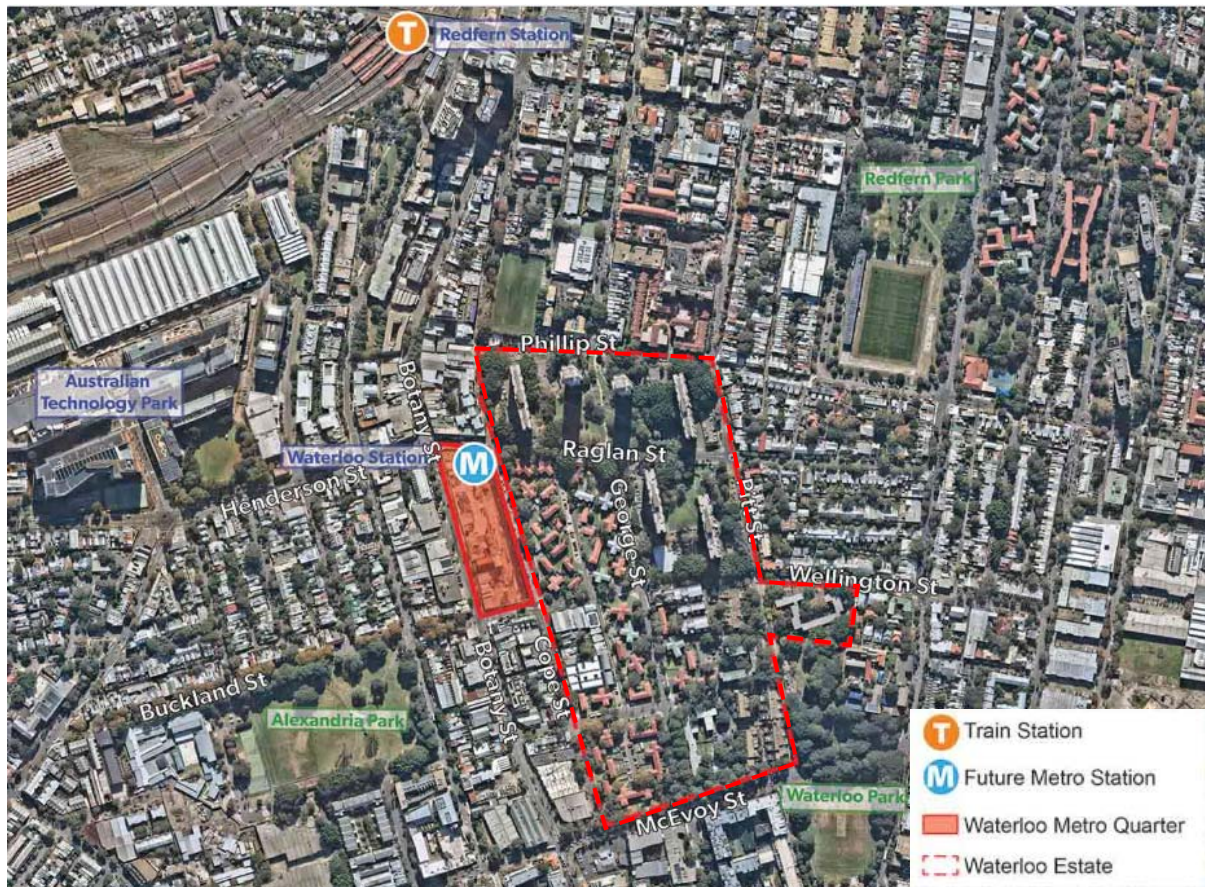 T
Redfern Station
Redfern Park
Phillip St
Australian
Technology Park
Botany St
Waterloo Station
M
Raglan St
Henderson St
George St
Pitt St
Wellington St
Cope St
Botany St
Buckland St
Alexandria Park
McEvoy St
Waterloo Park
T Train Station
M Future Metro Station
Waterloo Metro Quarter
Waterloo Estate